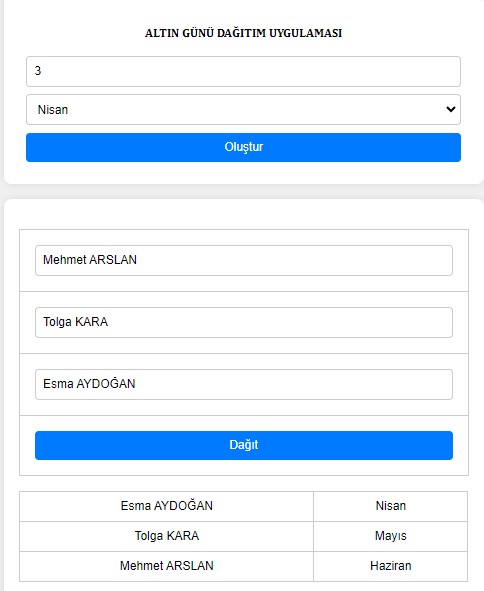 ALTIN GÜNÜ DAĞITIM UYGULAMASI
3
Nisan
Oluştur
Mehmet ARSLAN
Tolga KARA
Esma AYDOĞAN
Dağıt
Esma AYDOĞAN Nisan
Tolga KARA Mayıs
Mehmet ARSLAN Haziran